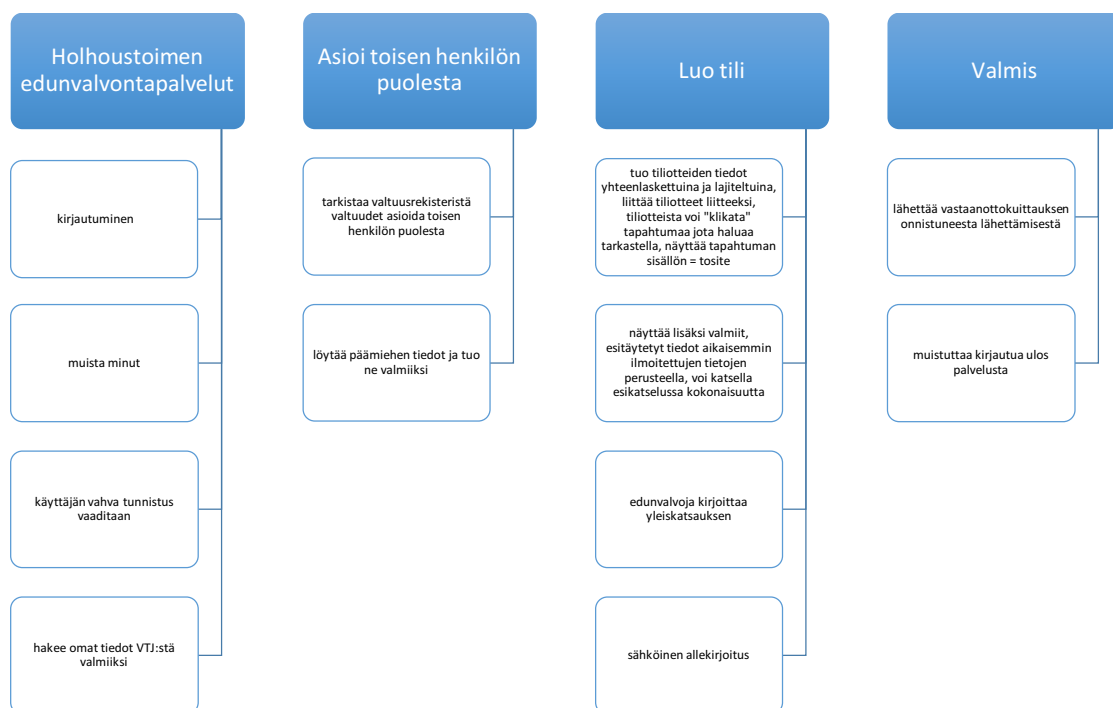 Holhoustoimen
edunvalvontapalvelut
kirjautuminen
muista minut
käyttäjän vahva tunnistus
vaaditaan
hakee omat tiedot VTJ:stä
valmiiksi
Asioi toisen henkilön
puolesta
tarkistaa valtuusrekisteristä
valtuudet asioida toisen
henkilön puolesta
löytää päämiehen tiedot ja tuo
ne valmiiksi
Luo tili
tuo tiliotteiden tiedot
yhteenlaskettuina ja lajiteltuina,
liittää tiliotteet liitteeksi,
tiliotteista voi "klikata"
tapahtumaa jota haluaa
tarkastella, näyttää tapahtuman
sisällön = tosite
näyttää lisäksi valmiit,
esitäytetyt tiedot aikaisemmin
ilmoitettujen tietojen
perusteella, voi katsella
esikatselussa kokonaisuutta
edunvalvoja kirjoittaa
yleiskatsauksen
sähköinen allekirjoitus
Valmis
lähettää vastaanottokuittauksen
onnistuneesta lähettämisestä
muistuttaa kirjautua ulos
palvelusta